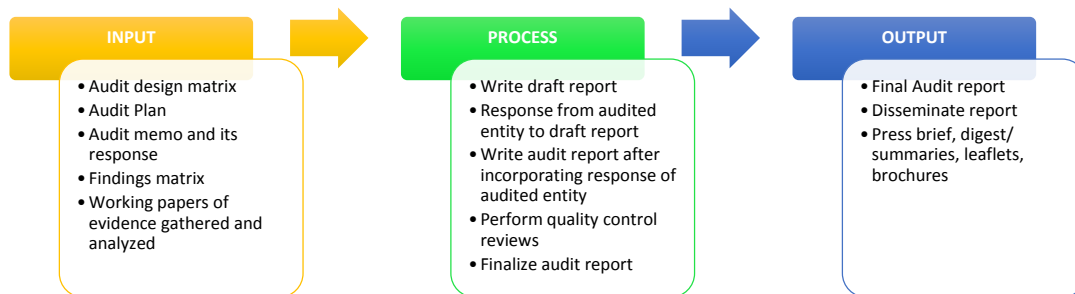 INPUT
• Audit design matrix
• Audit Plan
• Audit memo and its
response
• Findings matrix
• Working papers of
evidence gathered and
analyzed
PROCESS
• Write draft report
• Response from audited
entity to draft report
• Write audit report after
incorporating response of
audited entity
• Perform quality control
reviews
• Finalize audit report
OUTPUT
• Final Audit report
• Disseminate report
• Press brief, digest/
summaries, leaflets,
brochures